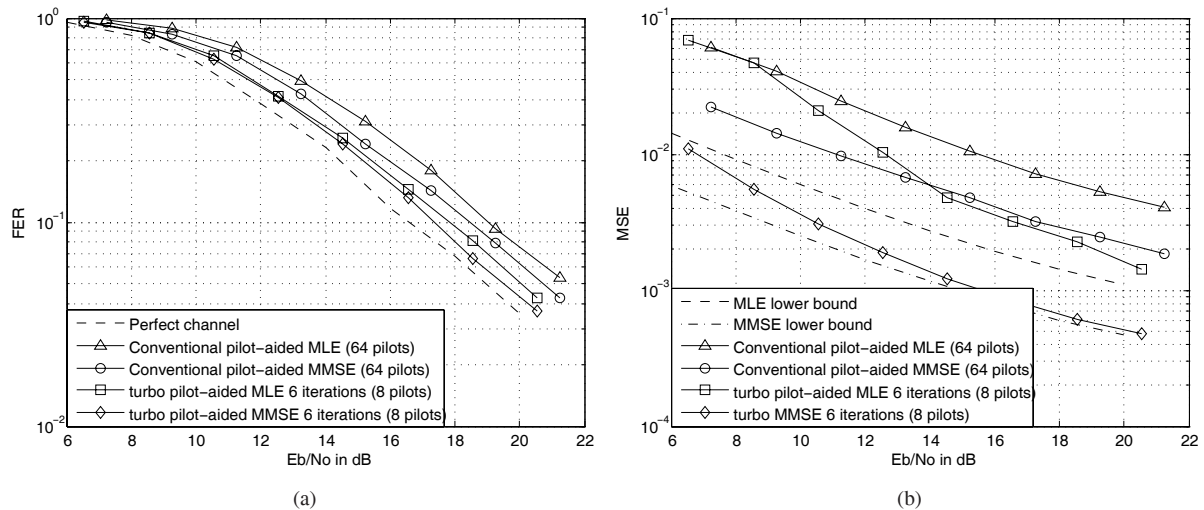 10^0
10^-1
10^-2
FER
6 8 10 12 14 16 18 20 22
Eb/No in dB
Perfect channel
Conventional pilot-aided MLE (64 pilots)
Conventional pilot-aided MMSE (64 pilots)
turbo pilot-aided MLE 6 iterations (8 pilots)
turbo pilot-aided MMSE 6 iterations (8 pilots)
(a)
10^-1
10^-2
10^-3
10^-4
MSE
6 8 10 12 14 16 18 20 22
Eb/No in dB
MLE lower bound
MMSE lower bound
Conventional pilot-aided MLE (64 pilots)
Conventional pilot-aided MMSE (64 pilots)
turbo pilot-aided MLE 6 iterations (8 pilots)
turbo MMSE 6 iterations (8 pilots)
(b)